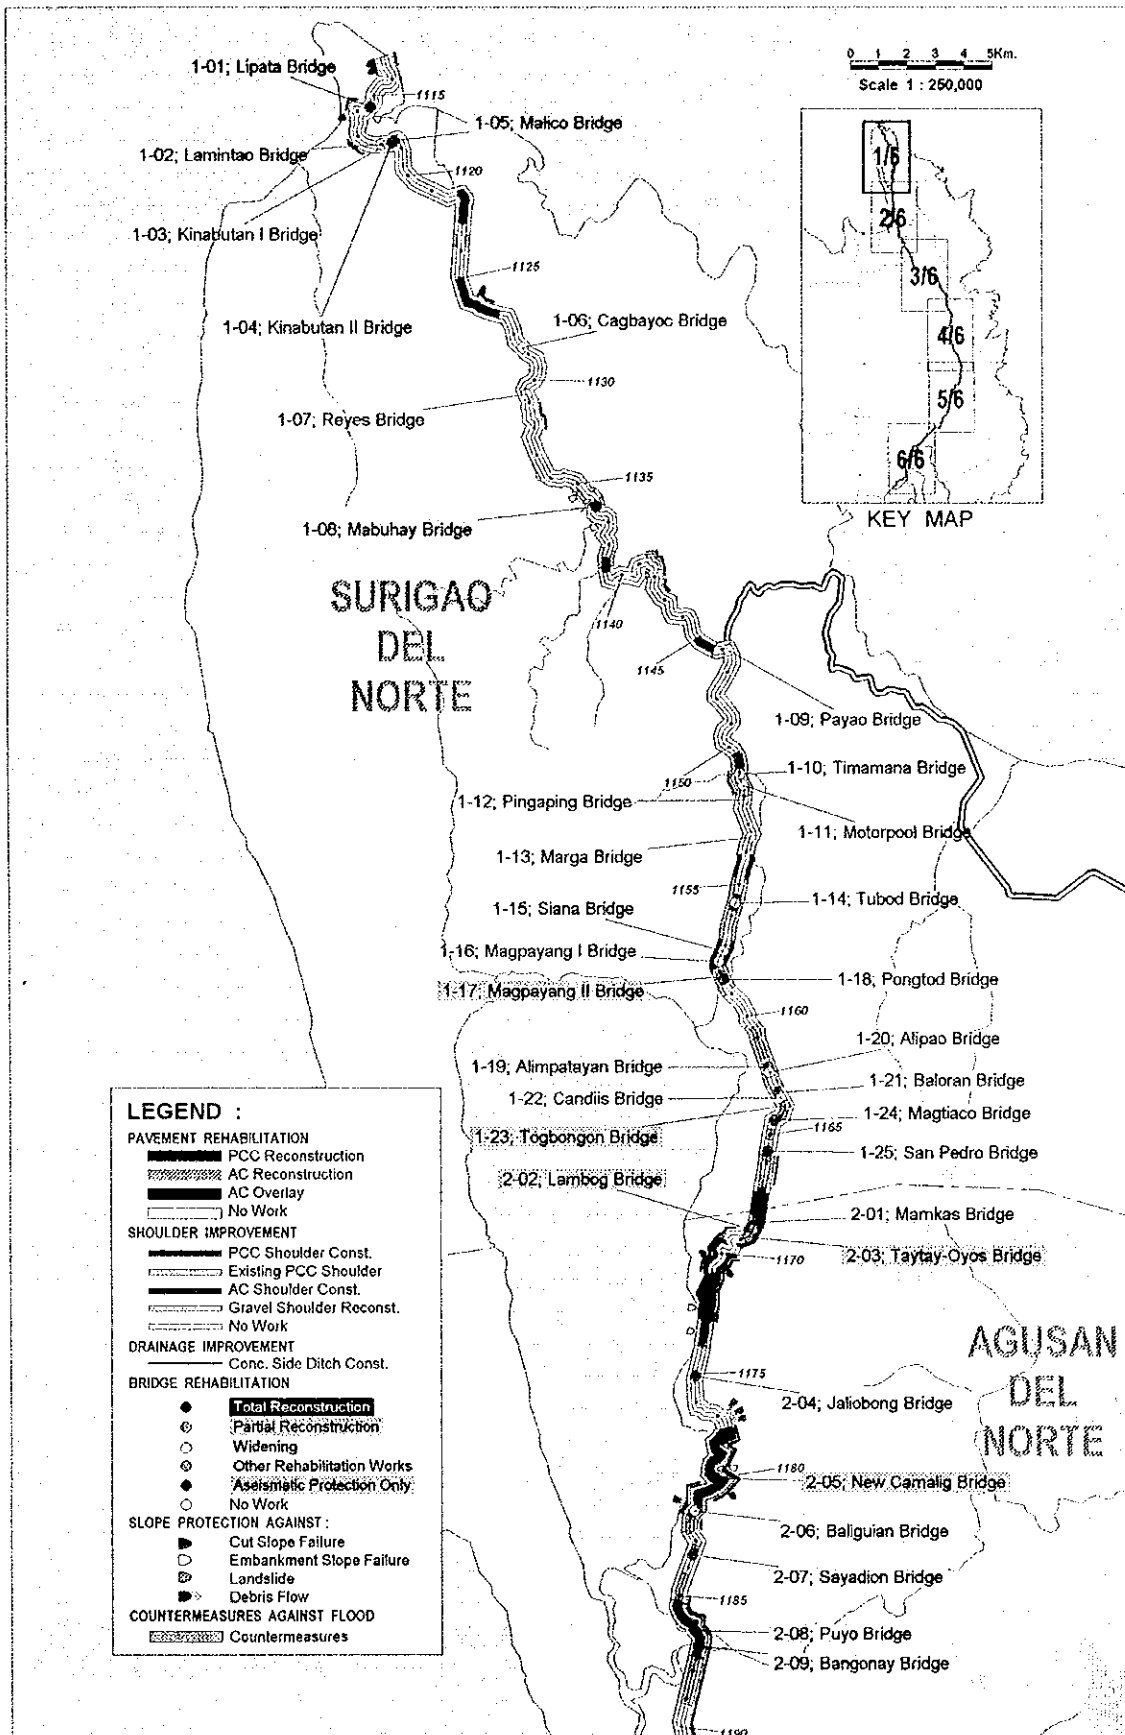 0 1 2 3 4 5Km.
Scale 1 : 250,000
1/6
2/6
3/6
4/6
5/6
6/6
KEY MAP
1-01; Lipata Bridge
1115
1-05; Malico Bridge
1-02; Lamintao Bridge
1120
1-03; Kinabutan I Bridge
1125
1-04; Kinabutan II Bridge
1-06; Cagbayoc Bridge
1130
1-07; Reyes Bridge
1135
1-08; Mabuhay Bridge
SURIGAO
DEL
NORTE
1140
1145
1-09; Payao Bridge
1150
1-10; Timamana Bridge
1-12; Pingaping Bridge
1-11; Motorpool Bridge
1-13; Marga Bridge
1155
1-14; Tubod Bridge
1-15; Siana Bridge
1-16; Magpayang I Bridge
1-18; Pongtod Bridge
1-17; Magpayang II Bridge
1160
1-20; Alipao Bridge
1-19; Alimpatayan Bridge
1-21; Baloran Bridge
1-22; Candiis Bridge
1-24; Magtiaco Bridge
1165
1-23; Togbongon Bridge
1-25; San Pedro Bridge
2-02; Lambog Bridge
2-01; Mamkas Bridge
2-03; Taytay-Oyos Bridge
1170
AGUSAN
DEL
NORTE
1175
2-04; Jaliobong Bridge
1180
2-05; New Camalig Bridge
2-06; Baliguian Bridge
2-07; Sayadion Bridge
1185
2-08; Puyo Bridge
2-09; Bangonay Bridge
1190
LEGEND :
PAVEMENT REHABILITATION
PCC Reconstruction
AC Reconstruction
AC Overlay
No Work
SHOULDER IMPROVEMENT
PCC Shoulder Const.
Existing PCC Shoulder
AC Shoulder Const.
Gravel Shoulder Reconst.
No Work
DRAINAGE IMPROVEMENT
Conc. Side Ditch Const.
BRIDGE REHABILITATION
Total Reconstruction
Partial Reconstruction
Widening
Other Rehabilitation Works
Aseismatic Protection Only
No Work
SLOPE PROTECTION AGAINST :
Cut Slope Failure
Embankment Slope Failure
Landslide
Debris Flow
COUNTERMEASURES AGAINST FLOOD
Countermeasures